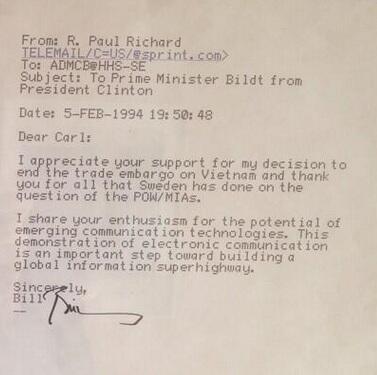 From: R. Paul Richard
TELEMAIL/C=US/@sprint.com>
To: ADMCB@HHS-SE
Subject: To Prime Minister Bildt from
President Clinton
Date: 5-FEB-1994 19:50:48
Dear Carl:
I appreciate your support for my decision to
end the trade embargo on Vietnam and thank
you for all that Sweden has done on the
question of the POW/MIAs.
I share your enthusiasm for the potential of
emerging communication technologies. This
demonstration of electronic communication
is an important step toward building a
global information superhighway.
Sincerely,
Bill
--
Bill